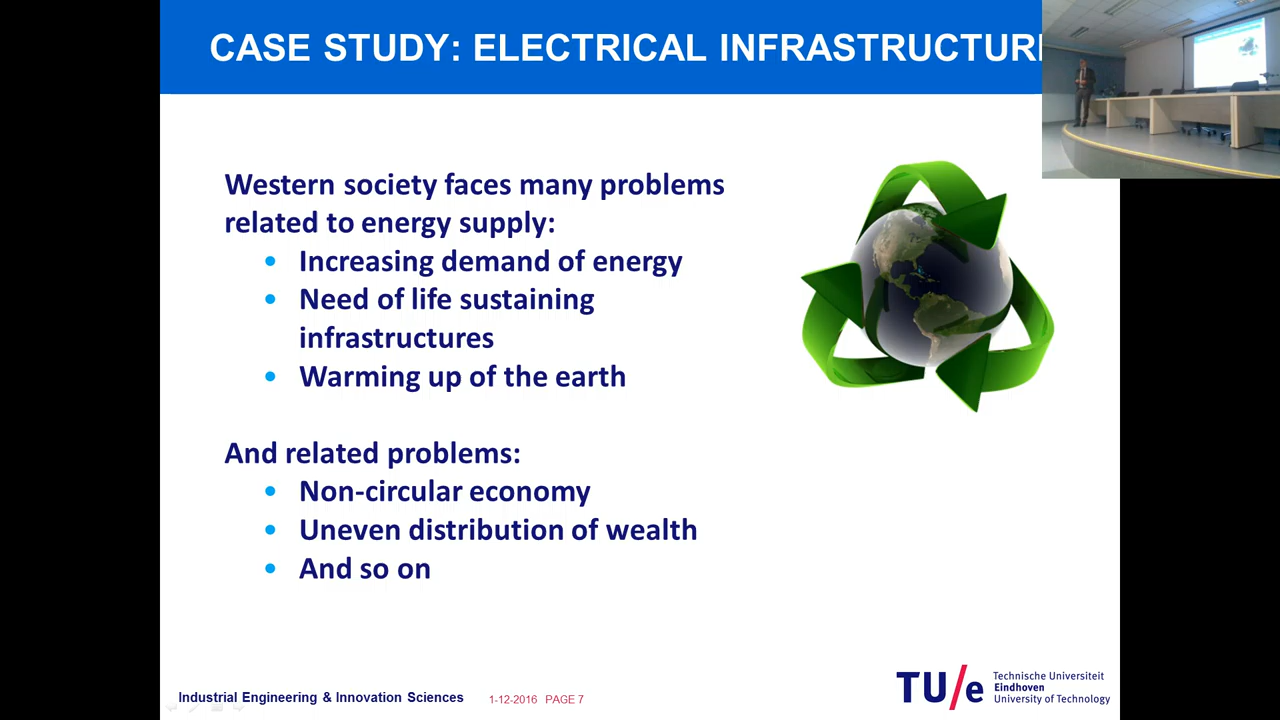 CASE STUDY: ELECTRICAL INFRASTRUCTUR
Western society faces many problems
related to energy supply:
• Increasing demand of energy
• Need of life sustaining
infrastructures
• Warming up of the earth
And related problems:
• Non-circular economy
• Uneven distribution of wealth
• And so on
Industrial Engineering & Innovation Sciences 1-12-2016 PAGE 7
TU/e
Technische Universiteit
Eindhoven
University of Technology